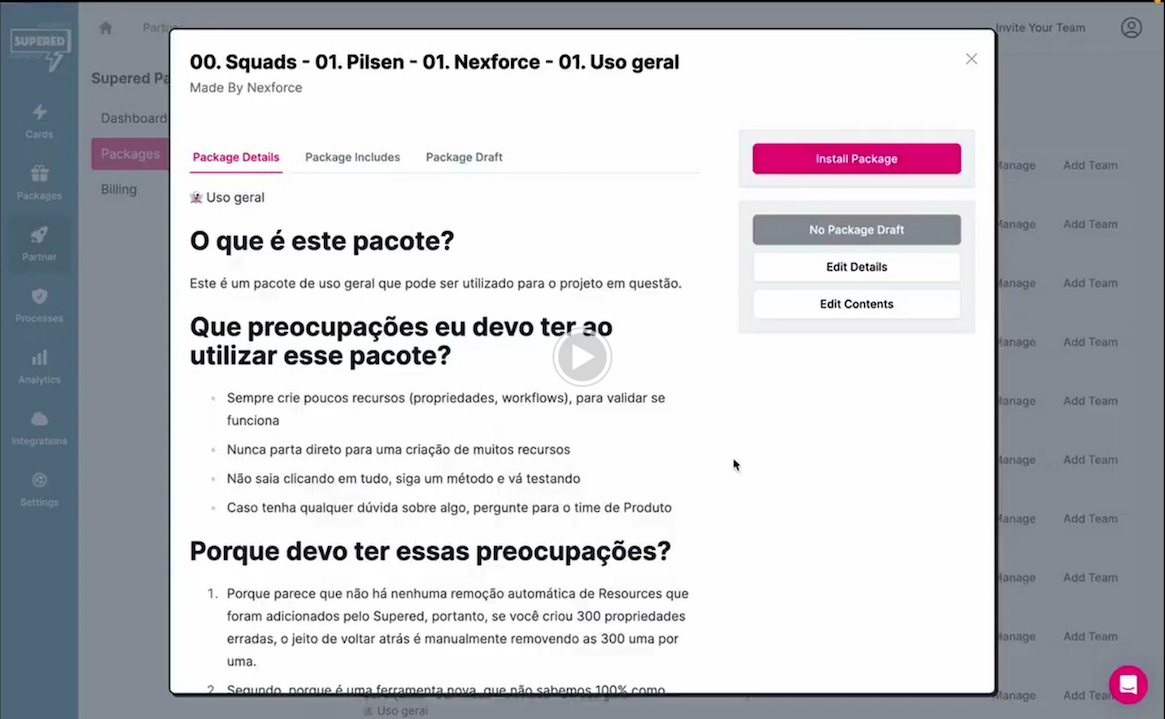 SUPERED
Partn
Invite Your Team
Supered Pa
Dashboard
Packages
Billing
Cards
Packages
Partner
Processes
Analytics
Integrations
Settings
00. Squads - 01. Pilsen - 01. Nexforce - 01. Uso geral
Made By Nexforce
Package Details
Package Includes
Package Draft
Install Package
No Package Draft
Edit Details
Edit Contents
Uso geral
O que é este pacote?
Este é um pacote de uso geral que pode ser utilizado para o projeto em questão.
Que preocupações eu devo ter ao
utilizar esse pacote?
Sempre crie poucos recursos (propriedades, workflows), para validar se
funciona
Nunca parta direto para uma criação de muitos recursos
Não saia clicando em tudo, siga um método e vá testando
Caso tenha qualquer dúvida sobre algo, pergunte para o time de Produto
Porque devo ter essas preocupações?
1. Porque parece que não há nenhuma remoção automática de Resources que
foram adicionados pelo Supered, portanto, se você criou 300 propriedades
erradas, o jeito de voltar atrás é manualmente removendo as 300 uma por
uma.
2. Segundo, porque é uma ferramenta nova, que não sabemos 100% como
Manage Add Team
Manage Add Team
Manage Add Team
Manage Add Team
Manage Add Team
Manage Add Team
Manage Add Team
Manage Add Team
Manage Add Team
Manage Add Team
Uso geral